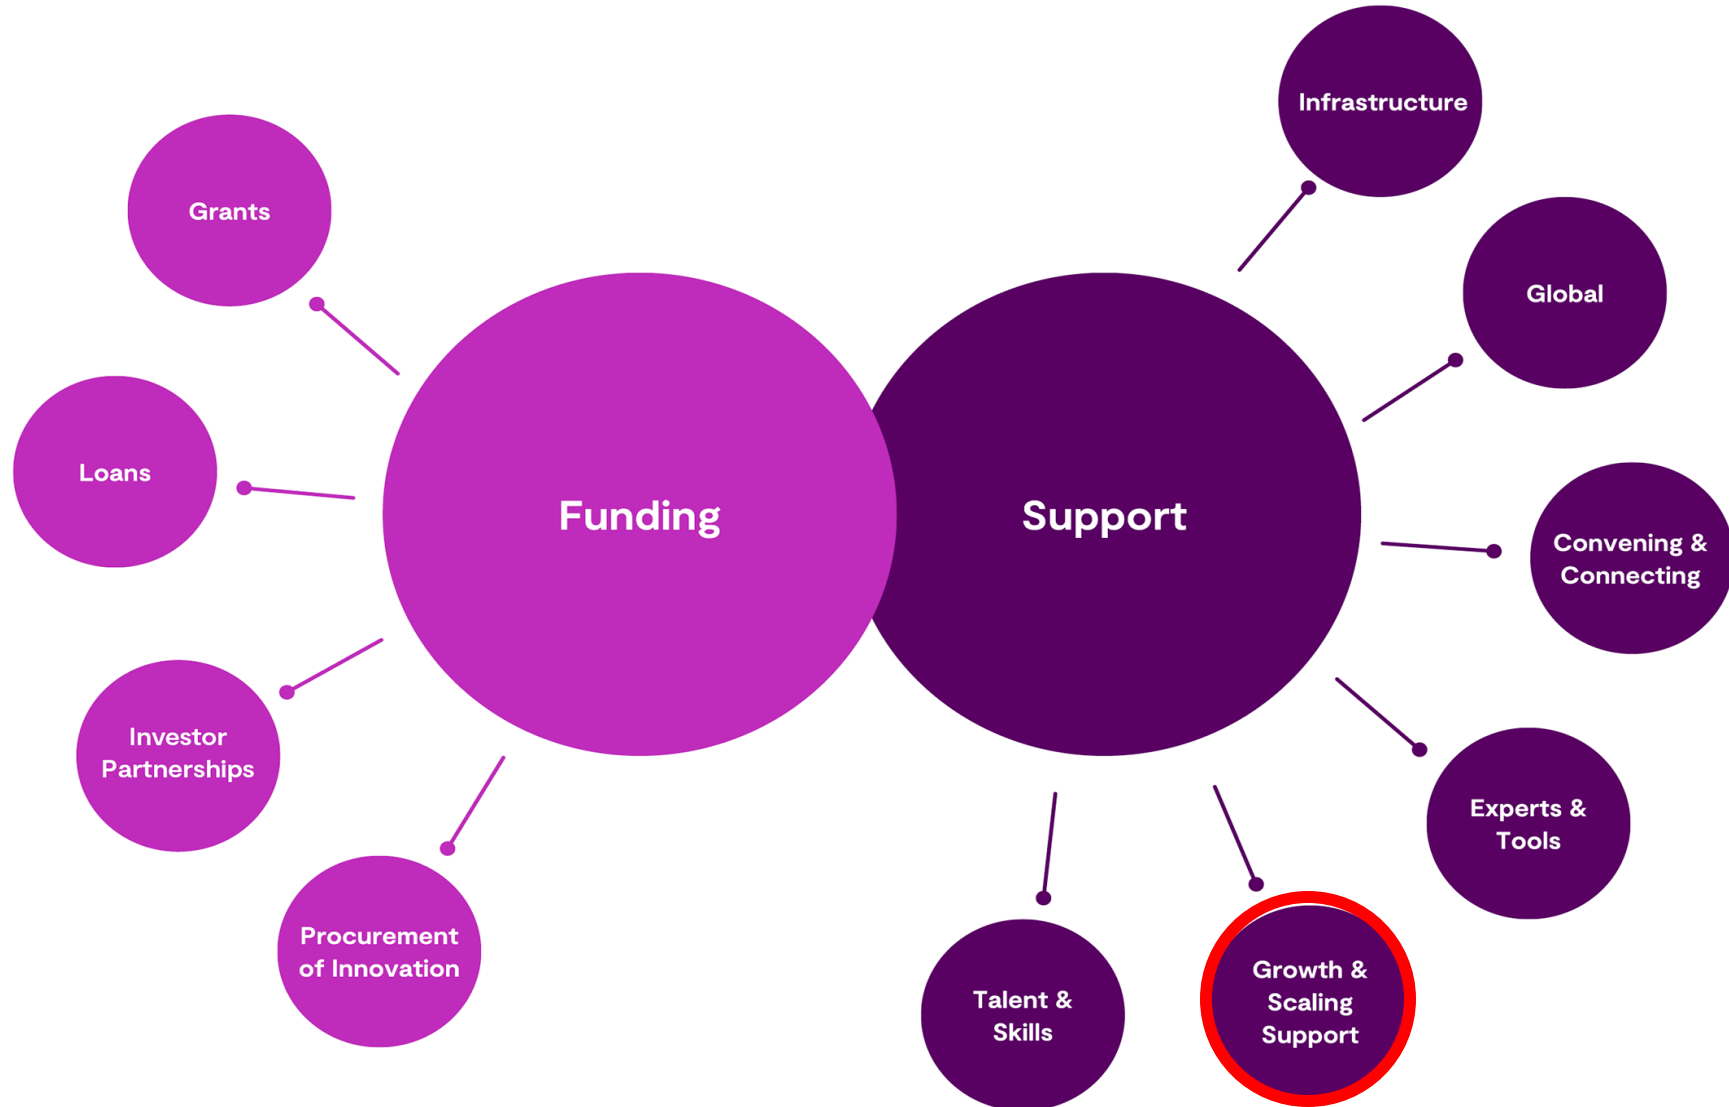 Infrastructure
Grants
Global
Loans
Funding
Support
Convening &
Connecting
Investor
Partnerships
Experts &
Tools
Procurement
of Innovation
Growth &
Scaling
Support
Talent &
Skills